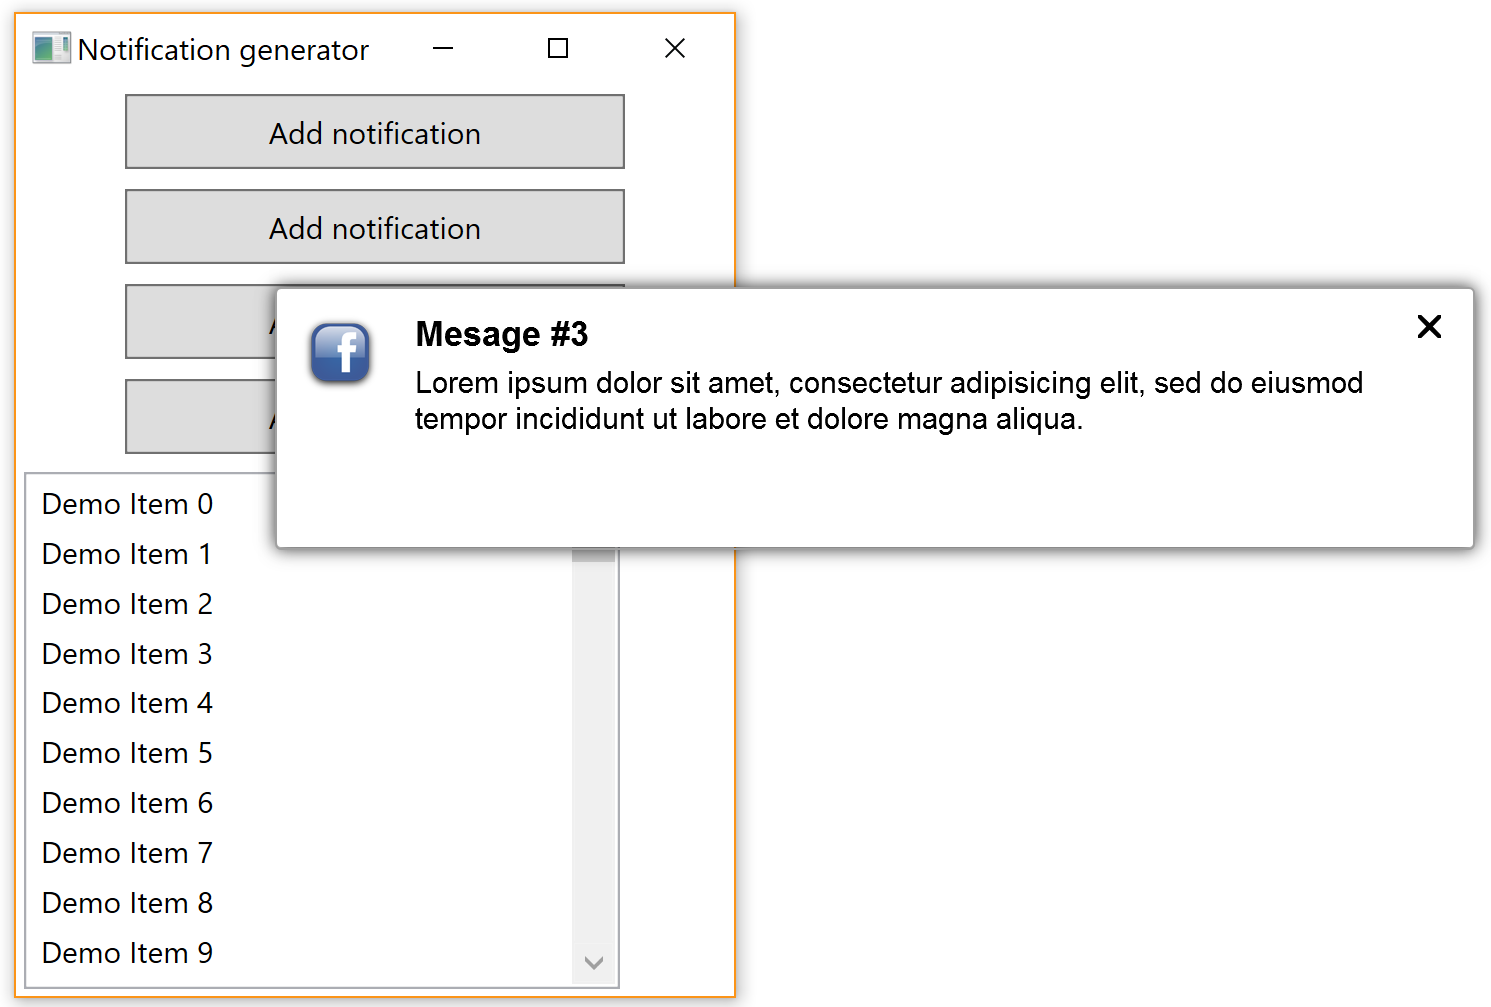 Notification generator
Add notification
Add notification
Mesage #3
Lorem ipsum dolor sit amet, consectetur adipisicing elit, sed do eiusmod
tempor incididunt ut labore et dolore magna aliqua.
Demo Item 0
Demo Item 1
Demo Item 2
Demo Item 3
Demo Item 4
Demo Item 5
Demo Item 6
Demo Item 7
Demo Item 8
Demo Item 9